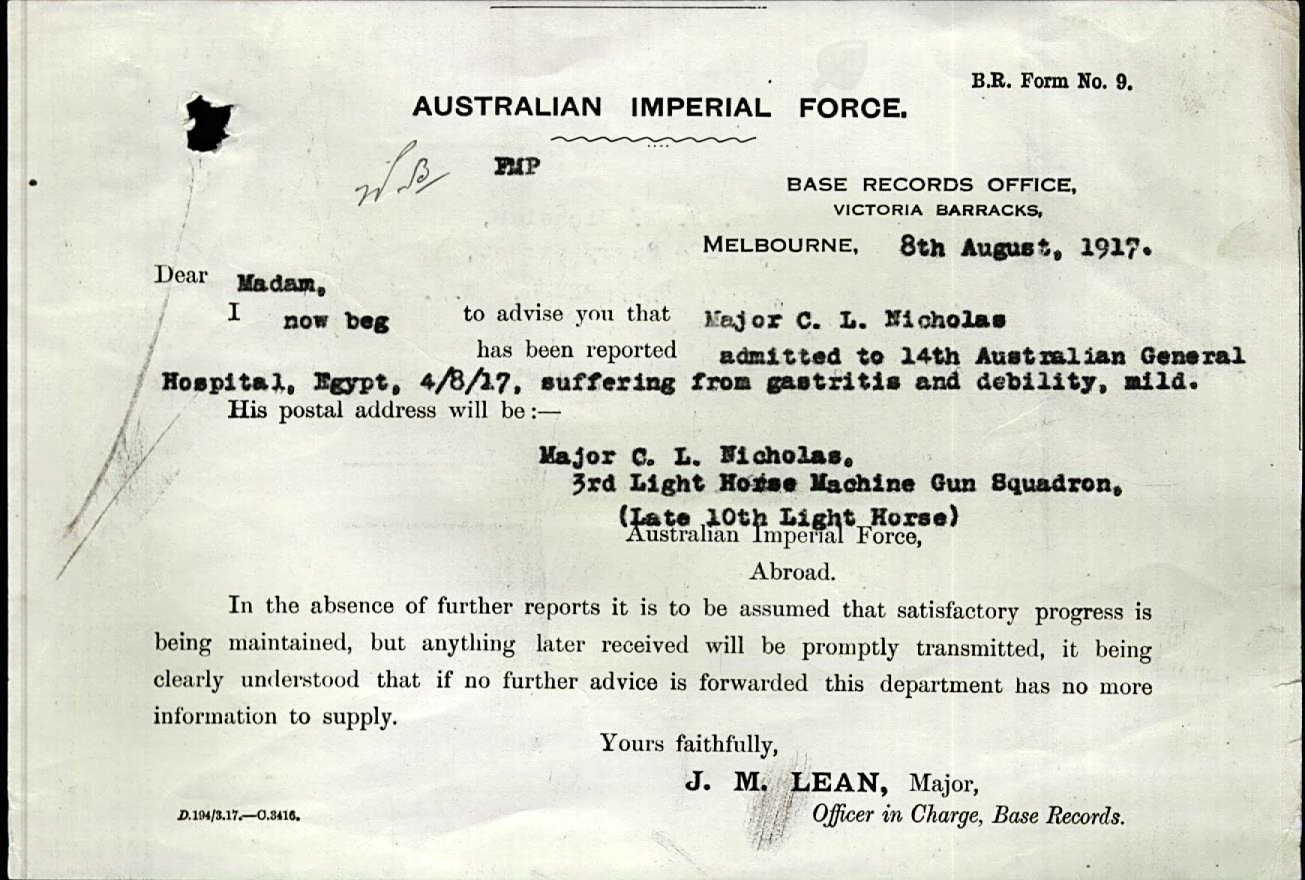 B.R. Form No. 9.
AUSTRALIAN IMPERIAL FORCE.
WB FMP
BASE RECORDS OFFICE,
VICTORIA BARRACKS,
MELBOURNE, 8th August, 1917.
Dear Madam,
I now beg to advise you that Major C. L. Nicholas
has been reported admitted to 14th Australian General
Hospital, Egypt, 4/8/17, suffering from gastritis and debility, mild.
His postal address will be :—
Major C. L. Nicholas.
3rd Light Horse Machine Gun Squadron,
(Late 10th Light Horse)
Australian Imperial Force,
Abroad.
In the absence of further reports it is to be assumed that satisfactory progress is
being maintained, but anything later received will be promptly transmitted, it being
clearly understood that if no further advice is forwarded this department has no more
information to supply.
Yours faithfully,
J. M. LEAN, Major,
Officer in Charge, Base Records.
D.194/3.17.—O.3416.